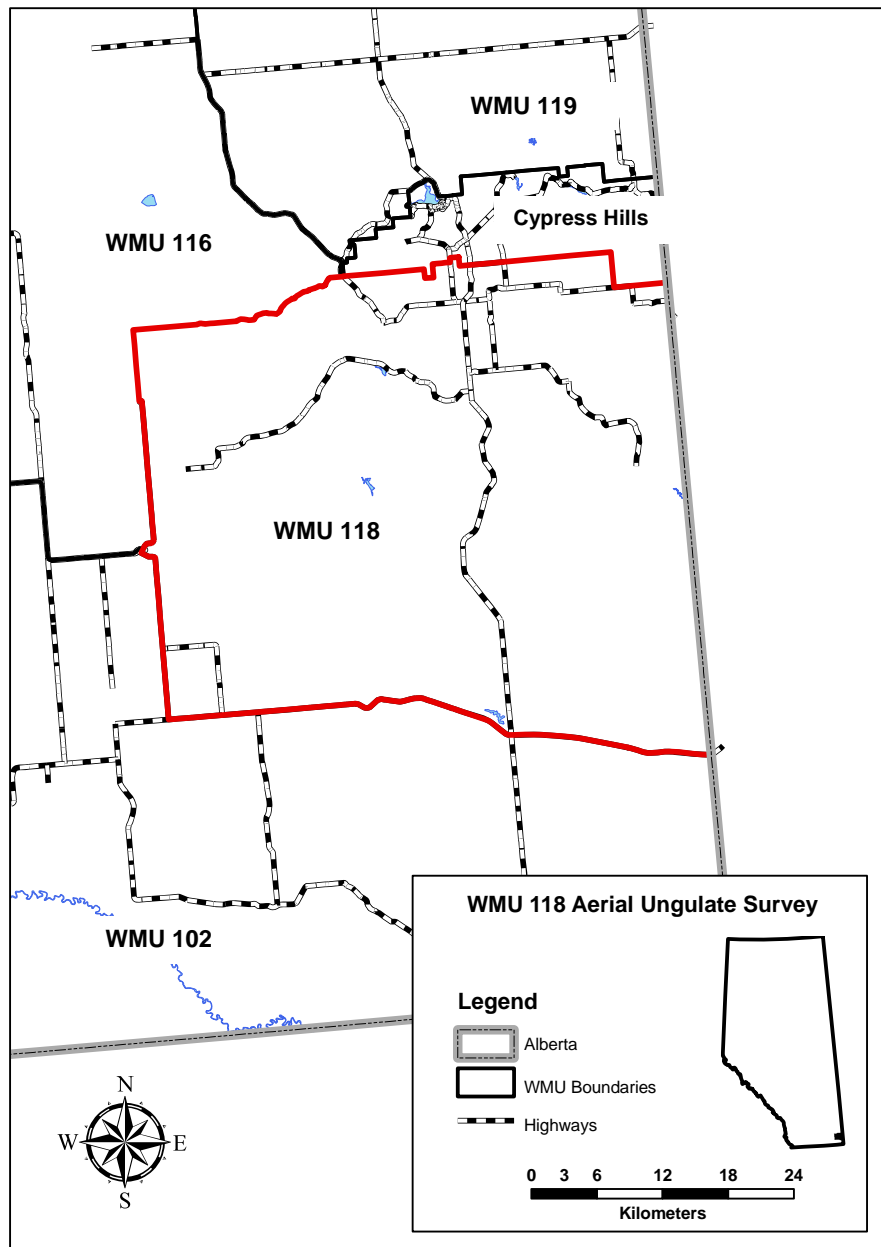 WMU 119
Cypress Hills
WMU 116
WMU 118
WMU 102
WMU 118 Aerial Ungulate Survey
Legend
Alberta
WMU Boundaries
Highways
0 3 6 12 18 24
Kilometers
N
W E
S